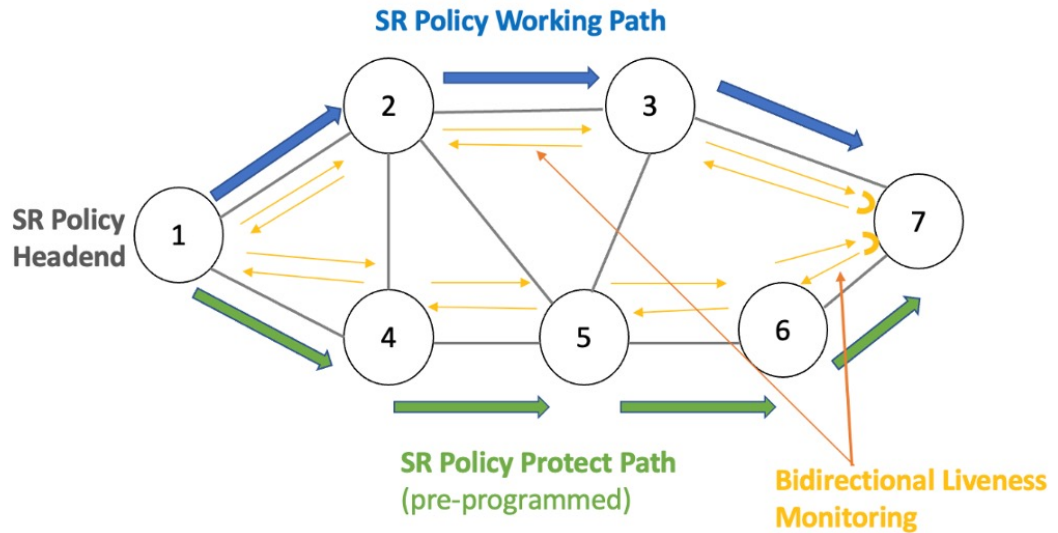 SR Policy Working Path
2
3
SR Policy
Headend
1
7
4
5
6
SR Policy Protect Path
(pre-programmed)
Bidirectional Liveness
Monitoring